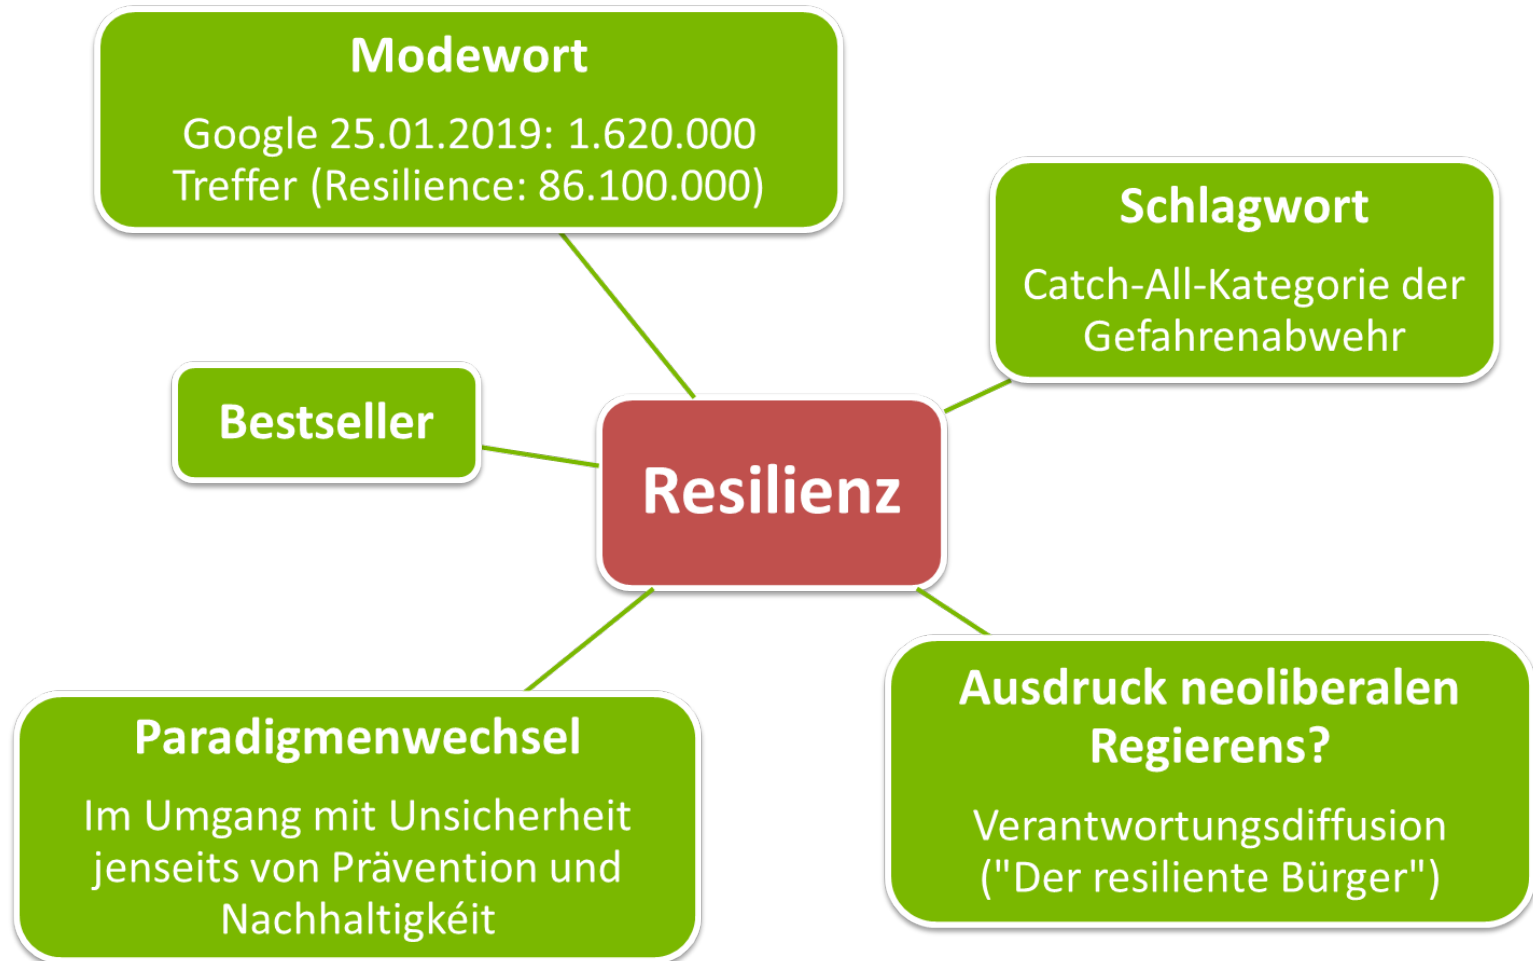 Modewort
Google 25.01.2019: 1.620.000
Treffer (Resilience: 86.100.000)
Schlagwort
Catch-All-Kategorie der
Gefahrenabwehr
Bestseller
Resilienz
Paradigmenwechsel
Im Umgang mit Unsicherheit
jenseits von Prävention und
Nachhaltigkéit
Ausdruck neoliberalen
Regierens?
Verantwortungsdiffusion
("Der resiliente Bürger")